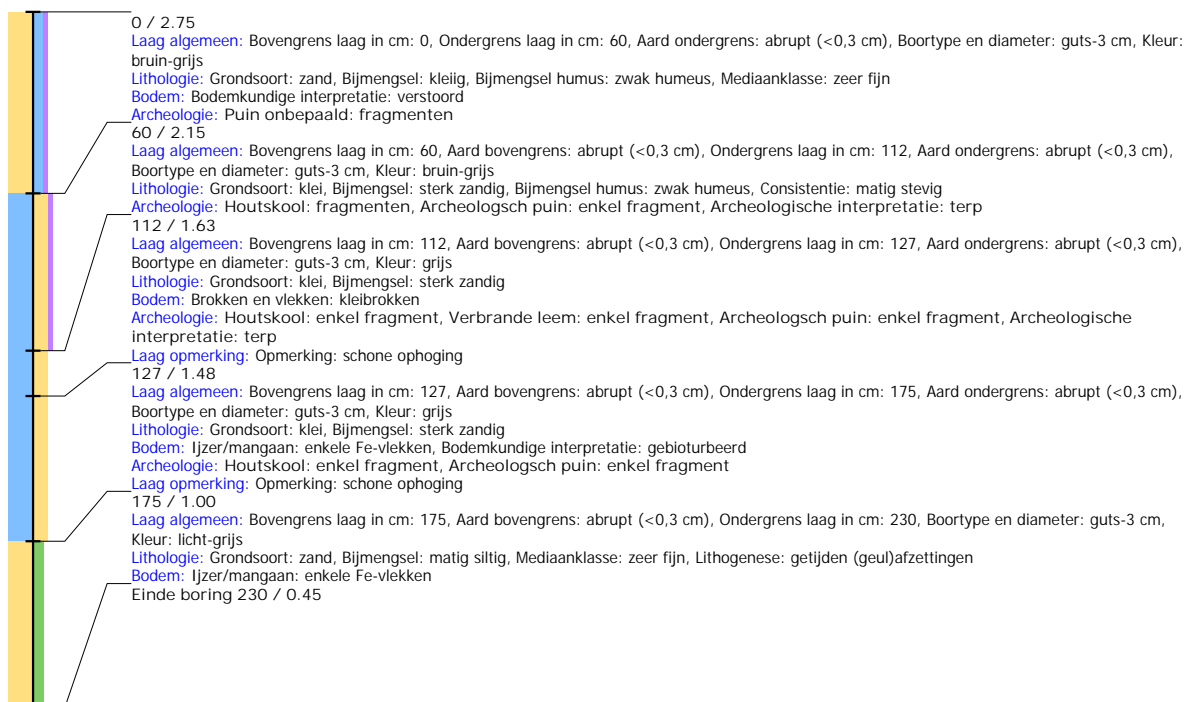 0 / 2.75
Laag algemeen: Bovengrens laag in cm: 0, Ondergrens laag in cm: 60, Aard ondergrens: abrupt (<0,3 cm), Boortype en diameter: guts-3 cm, Kleur:
bruin-grijs
Lithologie: Grondsoort: zand, Bijmengsel: kleiig, Bijmengsel humus: zwak humeus, Mediaanklasse: zeer fijn
Bodem: Bodemkundige interpretatie: verstoord
Archeologie: Puin onbepaald: fragmenten
60 / 2.15
Laag algemeen: Bovengrens laag in cm: 60, Aard bovengrens: abrupt (<0,3 cm), Ondergrens laag in cm: 112, Aard ondergrens: abrupt (<0,3 cm),
Boortype en diameter: guts-3 cm, Kleur: bruin-grijs
Lithologie: Grondsoort: klei, Bijmengsel: sterk zandig, Bijmengsel humus: zwak humeus, Consistentie: matig stevig
Archeologie: Houtskool: fragmenten, Archeologsch puin: enkel fragment, Archeologische interpretatie: terp
112 / 1.63
Laag algemeen: Bovengrens laag in cm: 112, Aard bovengrens: abrupt (<0,3 cm), Ondergrens laag in cm: 127, Aard ondergrens: abrupt (<0,3 cm),
Boortype en diameter: guts-3 cm, Kleur: grijs
Lithologie: Grondsoort: klei, Bijmengsel: sterk zandig
Bodem: Brokken en vlekken: kleibrokken
Archeologie: Houtskool: enkel fragment, Verbrande leem: enkel fragment, Archeologsch puin: enkel fragment, Archeologische
interpretatie: terp
Laag opmerking: Opmerking: schone ophoging
127 / 1.48
Laag algemeen: Bovengrens laag in cm: 127, Aard bovengrens: abrupt (<0,3 cm), Ondergrens laag in cm: 175, Aard ondergrens: abrupt (<0,3 cm),
Boortype en diameter: guts-3 cm, Kleur: grijs
Lithologie: Grondsoort: klei, Bijmengsel: sterk zandig
Bodem: Ijzer/mangaan: enkele Fe-vlekken, Bodemkundige interpretatie: gebioturbeerd
Archeologie: Houtskool: enkel fragment, Archeologsch puin: enkel fragment
Laag opmerking: Opmerking: schone ophoging
175 / 1.00
Laag algemeen: Bovengrens laag in cm: 175, Aard bovengrens: abrupt (<0,3 cm), Ondergrens laag in cm: 230, Boortype en diameter: guts-3 cm,
Kleur: licht-grijs
Lithologie: Grondsoort: zand, Bijmengsel: matig siltig, Mediaanklasse: zeer fijn, Lithogenese: getijden (geul)afzettingen
Bodem: Ijzer/mangaan: enkele Fe-vlekken
Einde boring 230 / 0.45